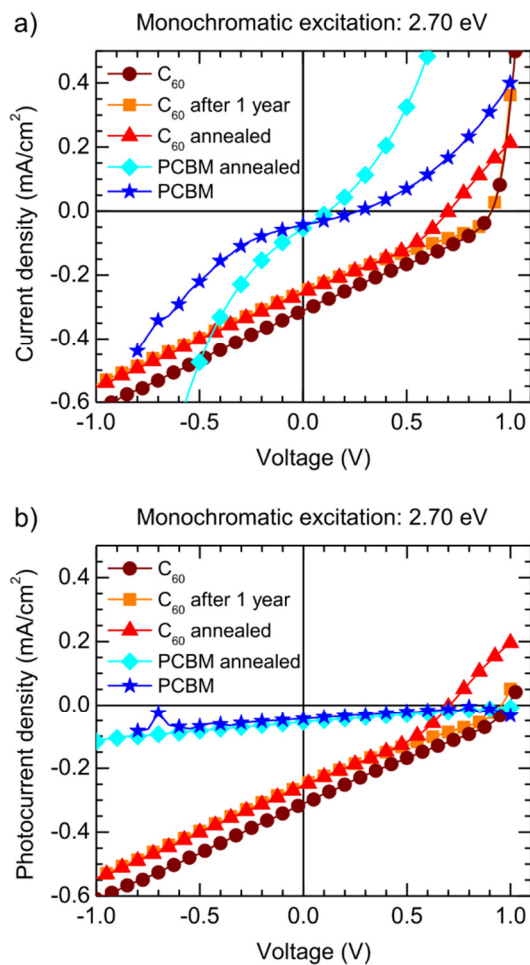 a) Monochromatic excitation: 2.70 eV
C60
C60 after 1 year
C60 annealed
PCBM annealed
PCBM
Current density (mA/cm²)
0.4
0.2
0.0
-0.2
-0.4
-0.6
-1.0 -0.5 0.0 0.5 1.0
Voltage (V)
b) Monochromatic excitation: 2.70 eV
C60
C60 after 1 year
C60 annealed
PCBM annealed
PCBM
Photocurrent density (mA/cm²)
0.4
0.2
0.0
-0.2
-0.4
-0.6
-1.0 -0.5 0.0 0.5 1.0
Voltage (V)